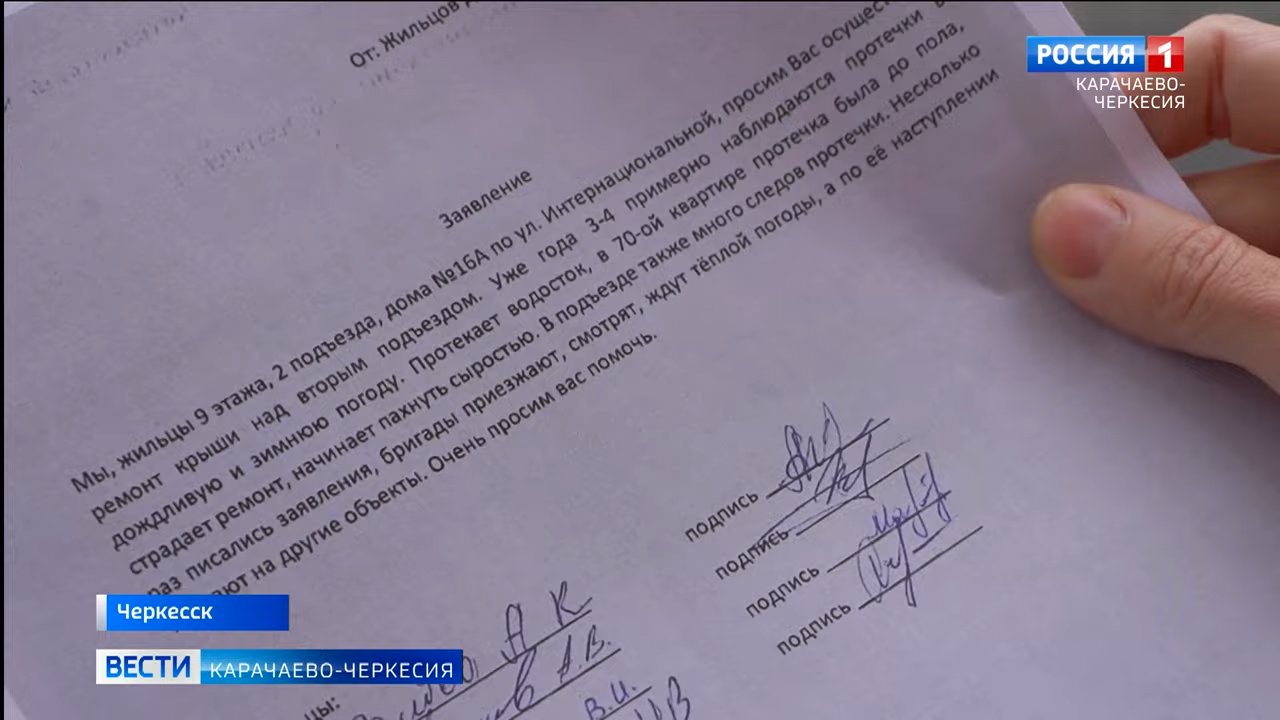 РОССИЯ 1
КАРАЧАЕВО-
ЧЕРКЕСИЯ
От: Жильцов
Заявление
Мы, жильцы 9 этажа, 2 подъезда, дома №16А по ул. Интернациональной, просим Вас осущест
ремонт крыши над вторым подъездом. Уже года 3-4 примерно наблюдаются протечки в
дождливую и зимнюю погоду. Протекает водосток, в 70-ой квартире протечка была до пола,
страдает ремонт, начинает пахнуть сыростью. В подъезде также много следов протечки. Несколько
раз писались заявления, бригады приезжают, смотрят, ждут тёплой погоды, а по её наступлении
ют на другие объекты. Очень просим вас помочь.
подпись
подпись
подпись
подпись
цы:
А К
А.В.
В.И.
Черкесск
ВЕСТИ КАРАЧАЕВО-ЧЕРКЕСИЯ